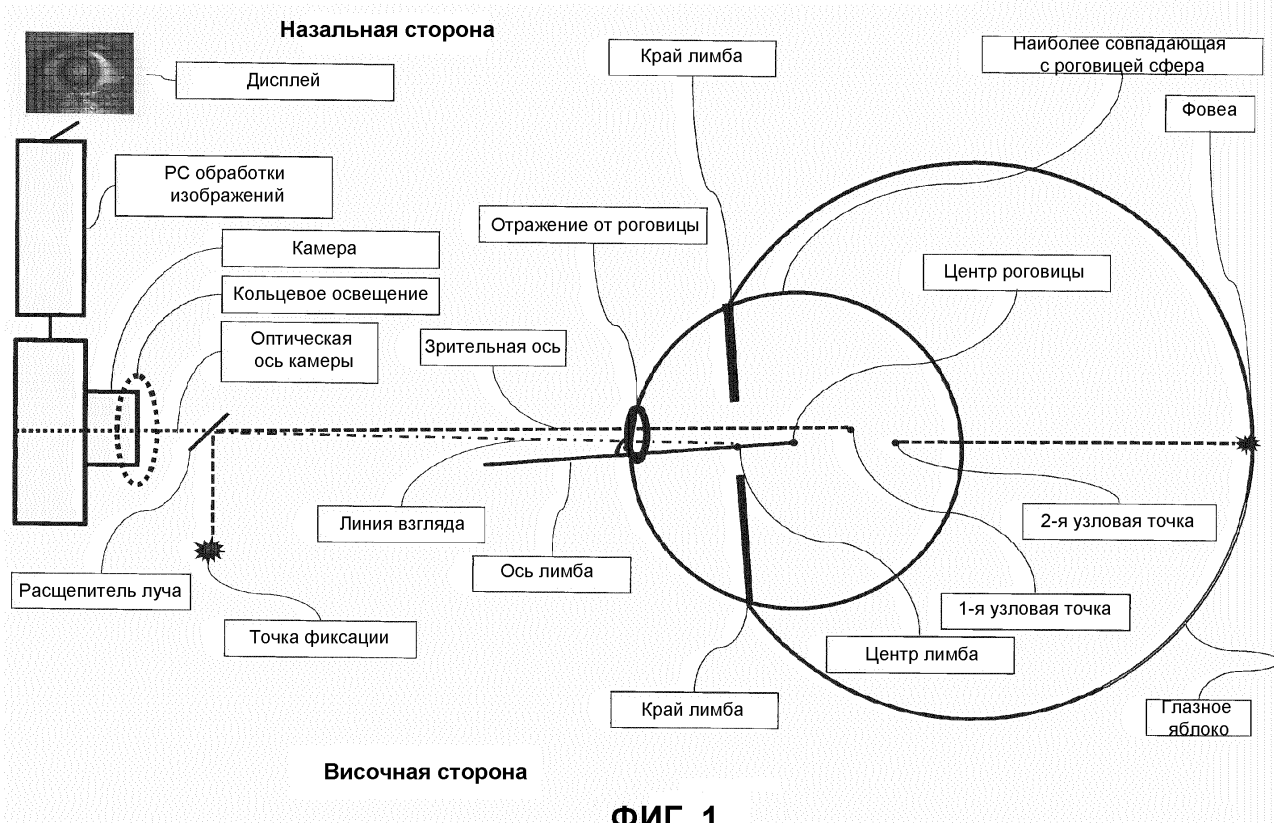 Назальная сторона
Дисплей
Край лимба
Наиболее совпадающая
с роговицей сфера
Фовеа
РС обработки
изображений
Отражение от роговицы
Камера
Центр роговицы
Кольцевое освещение
Оптическая
ось камеры
Зрительная ось
Линия взгляда
2-я узловая точка
Ось лимба
Расщепитель луча
1-я узловая точка
Точка фиксации
Центр лимба
Край лимба
Глазное
яблоко
Височная сторона
ФИГ. 1